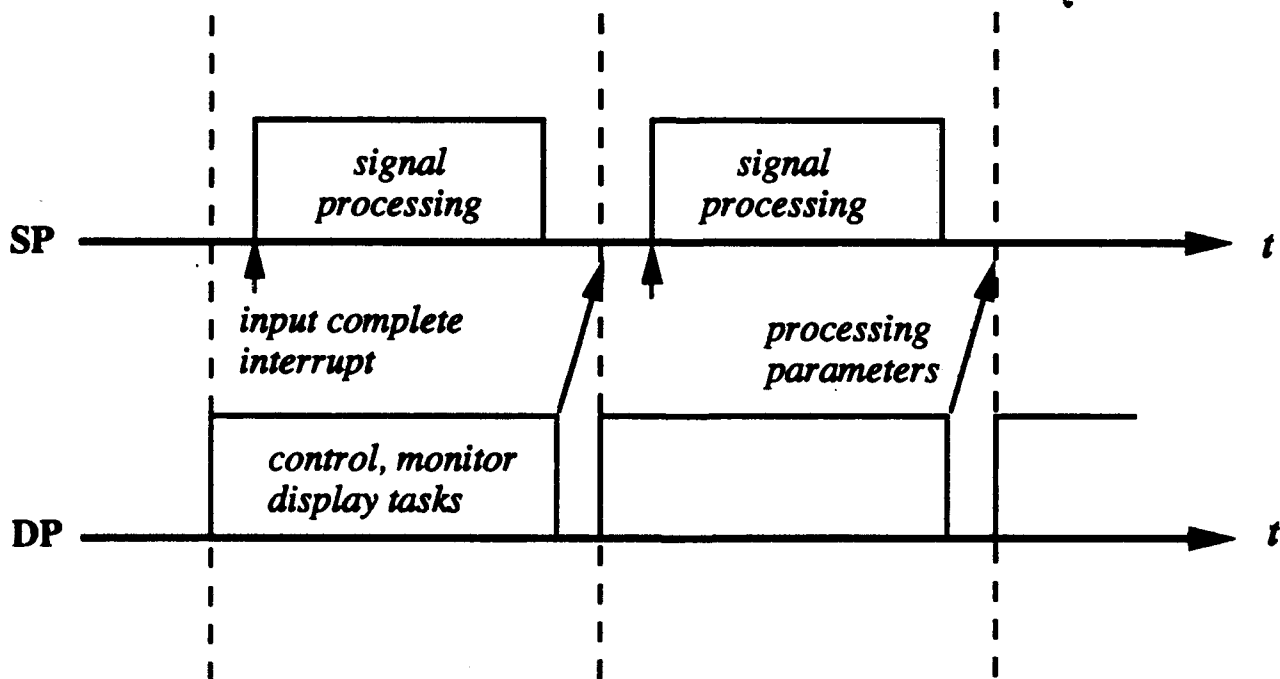 signal
processing
signal
processing
SP
t
input complete
interrupt
processing
parameters
control, monitor
display tasks
DP
t